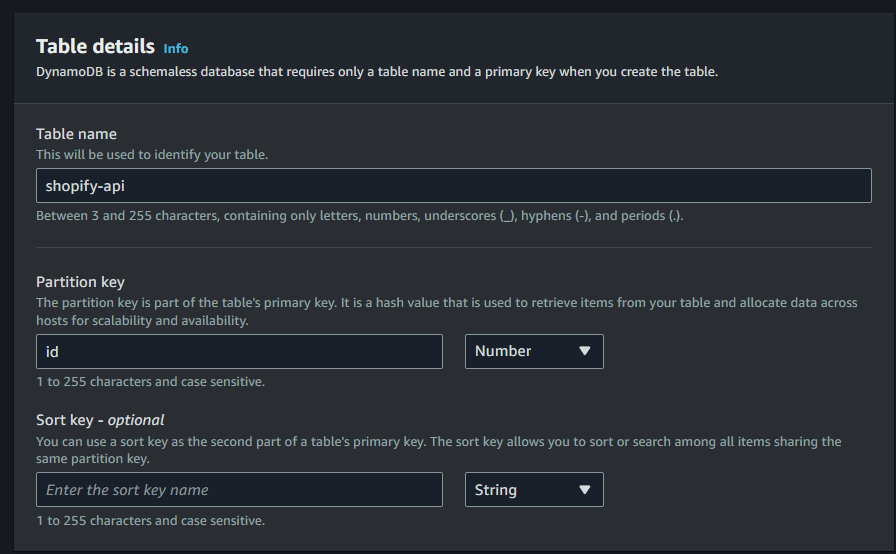 Table details Info
DynamoDB is a schemaless database that requires only a table name and a primary key when you create the table.
Table name
This will be used to identify your table.
shopify-api
Between 3 and 255 characters, containing only letters, numbers, underscores (_), hyphens (-), and periods (.).
Partition key
The partition key is part of the table's primary key. It is a hash value that is used to retrieve items from your table and allocate data across
hosts for scalability and availability.
id Number
1 to 255 characters and case sensitive.
Sort key - optional
You can use a sort key as the second part of a table's primary key. The sort key allows you to sort or search among all items sharing the
same partition key.
Enter the sort key name String
1 to 255 characters and case sensitive.